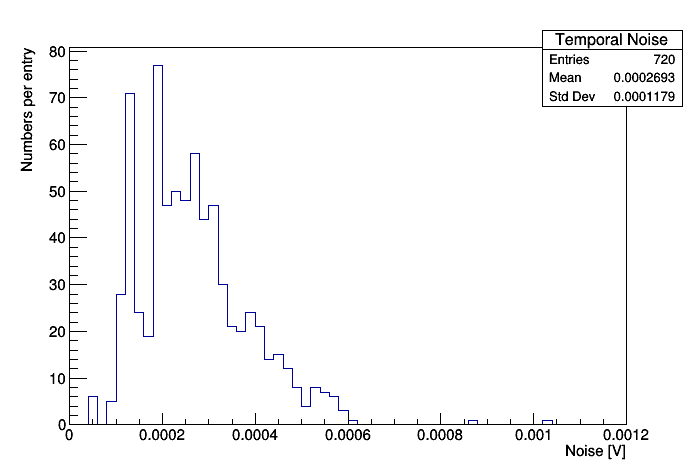 Temporal Noise
Entries 720
Mean 0.0002693
Std Dev 0.0001179
Numbers per entry
80
70
60
50
40
30
20
10
0
0 0.0002 0.0004 0.0006 0.0008 0.001 0.0012
Noise [V]